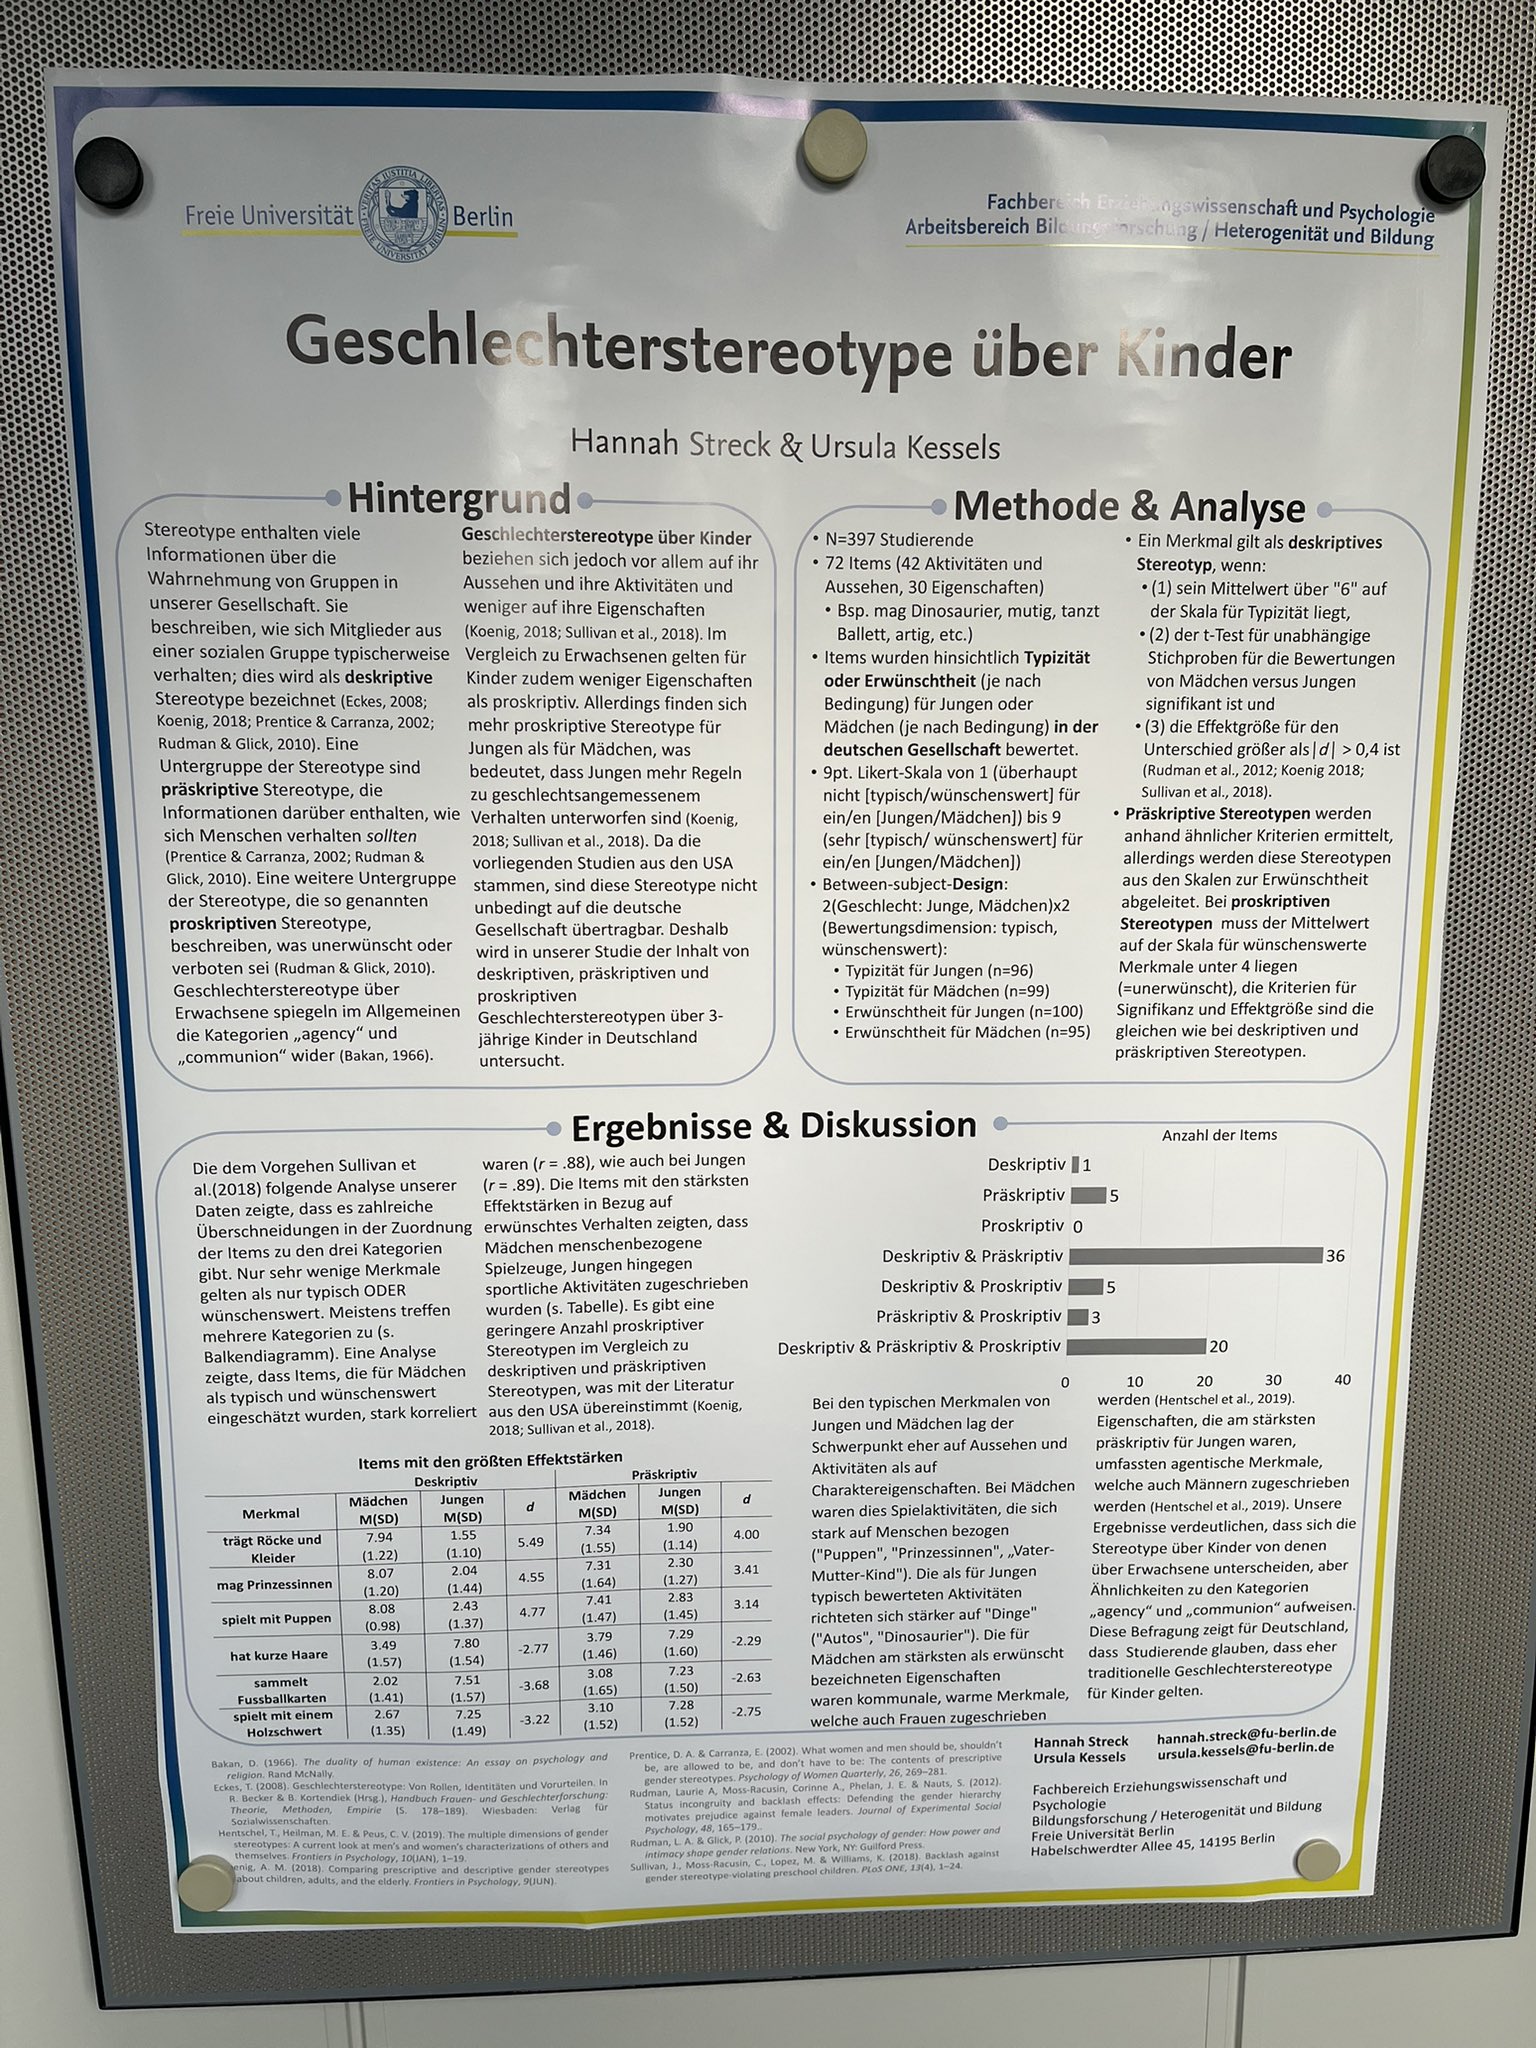 Freie Universität Berlin
VERITAS JUSTITIA LIBERTAS
FREIE UNIVERSITÄT BERLIN
Fachbereich Erziehungswissenschaft und Psychologie
Arbeitsbereich Bildungsforschung / Heterogenität und Bildung
Geschlechterstereotype über Kinder
Hannah Streck & Ursula Kessels
Hintergrund
Stereotype enthalten viele
Informationen über die
Wahrnehmung von Gruppen in
unserer Gesellschaft. Sie
beschreiben, wie sich Mitglieder aus
einer sozialen Gruppe typischerweise
verhalten; dies wird als deskriptive
Stereotype bezeichnet (Eckes, 2008;
Koenig, 2018; Prentice & Carranza, 2002;
Rudman & Glick, 2010). Eine
Untergruppe der Stereotype sind
präskriptive Stereotype, die
Informationen darüber enthalten, wie
sich Menschen verhalten sollten
(Prentice & Carranza, 2002; Rudman &
Glick, 2010). Eine weitere Untergruppe
der Stereotype, die so genannten
proskriptiven Stereotype,
beschreiben, was unerwünscht oder
verboten sei (Rudman & Glick, 2010).
Geschlechterstereotype über
Erwachsene spiegeln im Allgemeinen
die Kategorien „agency“ und
„communion“ wider (Bakan, 1966).
Geschlechterstereotype über Kinder
beziehen sich jedoch vor allem auf ihr
Aussehen und ihre Aktivitäten und
weniger auf ihre Eigenschaften
(Koenig, 2018; Sullivan et al., 2018). Im
Vergleich zu Erwachsenen gelten für
Kinder zudem weniger Eigenschaften
als proskriptiv. Allerdings finden sich
mehr proskriptive Stereotype für
Jungen als für Mädchen, was
bedeutet, dass Jungen mehr Regeln
zu geschlechtsangemessenem
Verhalten unterworfen sind (Koenig,
2018; Sullivan et al., 2018). Da die
vorliegenden Studien aus den USA
stammen, sind diese Stereotype nicht
unbedingt auf die deutsche
Gesellschaft übertragbar. Deshalb
wird in unserer Studie der Inhalt von
deskriptiven, präskriptiven und
proskriptiven
Geschlechterstereotypen über 3-
jährige Kinder in Deutschland
untersucht.
Methode & Analyse
• N=397 Studierende
• 72 Items (42 Aktivitäten und
Aussehen, 30 Eigenschaften)
• Bsp. mag Dinosaurier, mutig, tanzt
Ballett, artig, etc.)
• Items wurden hinsichtlich Typizität
oder Erwünschtheit (je nach
Bedingung) für Jungen oder
Mädchen (je nach Bedingung) in der
deutschen Gesellschaft bewertet.
• 9pt. Likert-Skala von 1 (überhaupt
nicht [typisch/wünschenswert] für
ein/en [Jungen/Mädchen]) bis 9
(sehr [typisch/ wünschenswert] für
ein/en [Jungen/Mädchen])
• Between-subject-Design:
2(Geschlecht: Junge, Mädchen)x2
(Bewertungsdimension: typisch,
wünschenswert):
• Typizität für Jungen (n=96)
• Typizität für Mädchen (n=99)
• Erwünschtheit für Jungen (n=100)
• Erwünschtheit für Mädchen (n=95)
• Ein Merkmal gilt als deskriptives
Stereotyp, wenn:
• (1) sein Mittelwert über "6" auf
der Skala für Typizität liegt,
• (2) der t-Test für unabhängige
Stichproben für die Bewertungen
von Mädchen versus Jungen
signifikant ist und
• (3) die Effektgröße für den
Unterschied größer als|d| > 0,4 ist
(Rudman et al., 2012; Koenig 2018;
Sullivan et al., 2018).
• Präskriptive Stereotypen werden
anhand ähnlicher Kriterien ermittelt,
allerdings werden diese Stereotypen
aus den Skalen zur Erwünschtheit
abgeleitet. Bei proskriptiven
Stereotypen muss der Mittelwert
auf der Skala für wünschenswerte
Merkmale unter 4 liegen
(=unerwünscht), die Kriterien für
Signifikanz und Effektgröße sind die
gleichen wie bei deskriptiven und
präskriptiven Stereotypen.
Ergebnisse & Diskussion
Die dem Vorgehen Sullivan et
al.(2018) folgende Analyse unserer
Daten zeigte, dass es zahlreiche
Überschneidungen in der Zuordnung
der Items zu den drei Kategorien
gibt. Nur sehr wenige Merkmale
gelten als nur typisch ODER
wünschenswert. Meistens treffen
mehrere Kategorien zu (s.
Balkendiagramm). Eine Analyse
zeigte, dass Items, die für Mädchen
als typisch und wünschenswert
eingeschätzt wurden, stark korreliert
waren (r = .88), wie auch bei Jungen
(r = .89). Die Items mit den stärksten
Effektstärken in Bezug auf
erwünschtes Verhalten zeigten, dass
Mädchen menschenbezogene
Spielzeuge, Jungen hingegen
sportliche Aktivitäten zugeschrieben
wurden (s. Tabelle). Es gibt eine
geringere Anzahl proskriptiver
Stereotypen im Vergleich zu
deskriptiven und präskriptiven
Stereotypen, was mit der Literatur
aus den USA übereinstimmt (Koenig,
2018; Sullivan et al., 2018).
Anzahl der Items
Deskriptiv 1
Präskriptiv 5
Proskriptiv 0
Deskriptiv & Präskriptiv 36
Deskriptiv & Proskriptiv 5
Präskriptiv & Proskriptiv 3
Deskriptiv & Präskriptiv & Proskriptiv 20
0 10 20 30 40
Items mit den größten Effektstärken
Deskriptiv Präskriptiv
Merkmal Mädchen M(SD) Jungen M(SD) d Mädchen M(SD) Jungen M(SD) d
trägt Röcke und Kleider 7.94 (1.22) 1.55 (1.10) 5.49 7.34 (1.55) 1.90 (1.14) 4.00
mag Prinzessinnen 8.07 (1.20) 2.04 (1.44) 4.55 7.31 (1.64) 2.30 (1.27) 3.41
spielt mit Puppen 8.08 (0.98) 2.43 (1.37) 4.77 7.41 (1.47) 2.83 (1.45) 3.14
hat kurze Haare 3.49 (1.57) 7.80 (1.54) -2.77 3.79 (1.46) 7.29 (1.60) -2.29
sammelt Fussballkarten 2.02 (1.41) 7.51 (1.57) -3.68 3.08 (1.65) 7.23 (1.50) -2.63
spielt mit einem Holzschwert 2.67 (1.35) 7.25 (1.49) -3.22 3.10 (1.52) 7.28 (1.52) -2.75
Bei den typischen Merkmalen von
Jungen und Mädchen lag der
Schwerpunkt eher auf Aussehen und
Aktivitäten als auf
Charaktereigenschaften. Bei Mädchen
waren dies Spielaktivitäten, die sich
stark auf Menschen bezogen
("Puppen", "Prinzessinnen", „Vater-
Mutter-Kind"). Die als für Jungen
typisch bewerteten Aktivitäten
richteten sich stärker auf "Dinge"
("Autos", "Dinosaurier"). Die für
Mädchen am stärksten als erwünscht
bezeichneten Eigenschaften
waren kommunale, warme Merkmale,
welche auch Frauen zugeschrieben
werden (Hentschel et al., 2019).
Eigenschaften, die am stärksten
präskriptiv für Jungen waren,
umfassten agentische Merkmale,
welche auch Männern zugeschrieben
werden (Hentschel et al., 2019). Unsere
Ergebnisse verdeutlichen, dass sich die
Stereotype über Kinder von denen
über Erwachsene unterscheiden, aber
Ähnlichkeiten zu den Kategorien
„agency“ und „communion“ aufweisen.
Diese Befragung zeigt für Deutschland,
dass Studierende glauben, dass eher
traditionelle Geschlechterstereotype
für Kinder gelten.
Bakan, D. (1966). The duality of human existence: An essay on psychology and
religion. Rand McNally.
Eckes, T. (2008). Geschlechterstereotype: Von Rollen, Identitäten und Vorurteilen. In
R. Becker & B. Kortendiek (Hrsg.), Handbuch Frauen- und Geschlechterforschung:
Theorie, Methoden, Empirie (S. 178–189). Wiesbaden: Verlag für
Sozialwissenschaften.
Hentschel, T., Heilman, M. E. & Peus, C. V. (2019). The multiple dimensions of gender
stereotypes: A current look at men's and women's characterizations of others and
themselves. Frontiers in Psychology, 10(JAN), 1–19.
enig, A. M. (2018). Comparing prescriptive and descriptive gender stereotypes
about children, adults, and the elderly. Frontiers in Psychology, 9(JUN).
Prentice, D. A. & Carranza, E. (2002). What women and men should be, shouldn't
be, are allowed to be, and don't have to be: The contents of prescriptive
gender stereotypes. Psychology of Women Quarterly, 26, 269–281.
Rudman, Laurie A, Moss-Racusin, Corinne A., Phelan, J. E. & Nauts, S. (2012).
Status incongruity and backlash effects: Defending the gender hierarchy
motivates prejudice against female leaders. Journal of Experimental Social
Psychology, 48, 165–179..
Rudman, L. A. & Glick, P. (2010). The social psychology of gender: How power and
intimacy shape gender relations. New York, NY: Guilford Press.
Sullivan, J., Moss-Racusin, C., Lopez, M. & Williams, K. (2018). Backlash against
gender stereotype-violating preschool children. PLoS ONE, 13(4), 1–24.
Hannah Streck hannah.streck@fu-berlin.de
Ursula Kessels ursula.kessels@fu-berlin.de
Fachbereich Erziehungswissenschaft und
Psychologie
Bildungsforschung / Heterogenität und Bildung
Freie Universität Berlin
Habelschwerdter Allee 45, 14195 Berlin